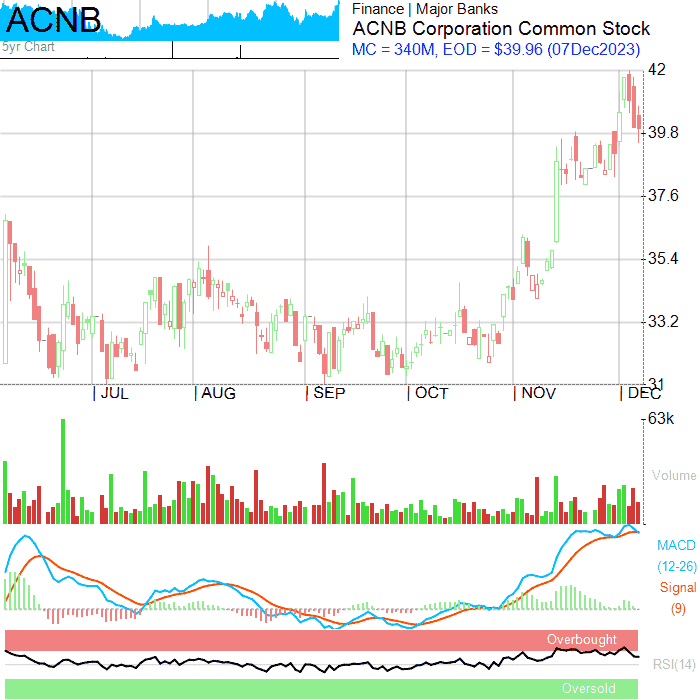 ACNB
5yr Chart
Finance | Major Banks
ACNB Corporation Common Stock
MC = 340M, EOD = $39.96 (07Dec2023)
42
39.8
37.6
35.4
33.2
31
JUL AUG SEP OCT NOV DEC
63k
Volume
MACD
(12-26)
Signal
(9)
Overbought
RSI(14)
Oversold